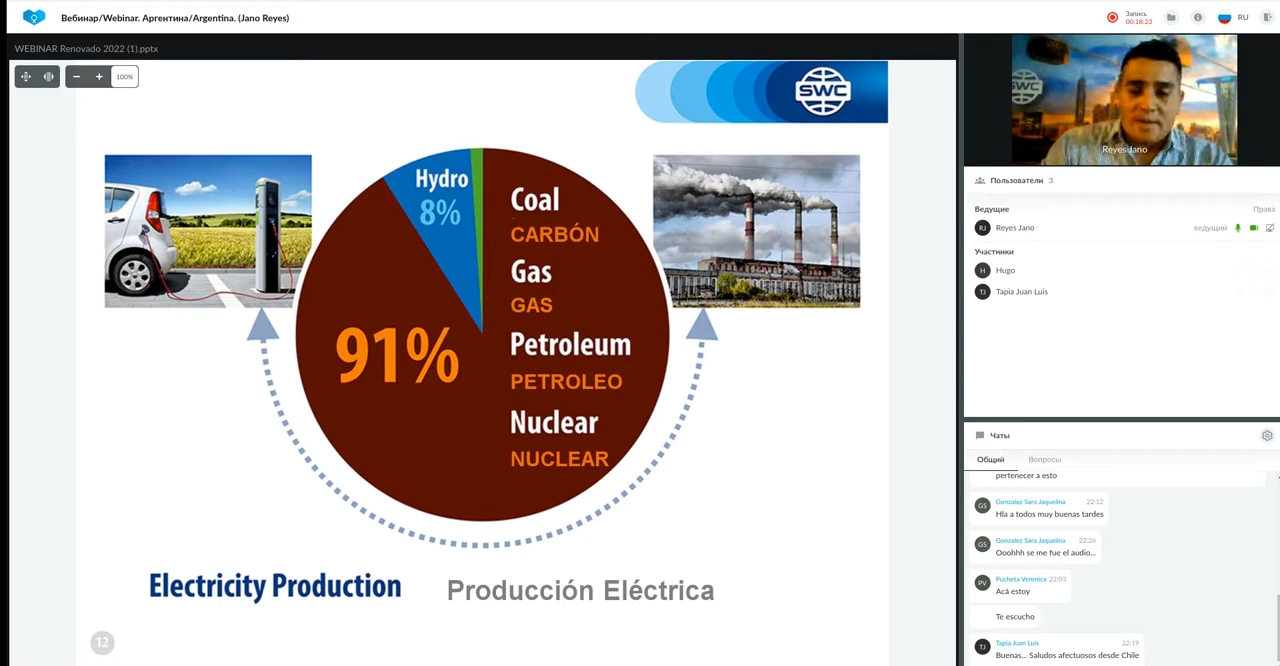 Вебинар/Webinar. Аргентина/Argentina. (Jano Reyes)
Запись
00:18:23
RU
WEBINAR Renovado 2022 (1).pptx
100%
SWC
Hydro
8%
91%
Coal
CARBÓN
Gas
GAS
Petroleum
PETROLEO
Nuclear
NUCLEAR
Electricity Production
Producción Eléctrica
12
SWC
Reyes Jano
Пользователи 3
Ведущие
Права
RJ
Reyes Jano
ведущий
Участники
H
Hugo
TJ
Tapia Juan Luis
Чаты
Общий
Вопросы
pertenecer a esto
GS
Gonzalez Sara Jaquelina 22:12
Hla a todos muy buenas tardes
GS
Gonzalez Sara Jaquelina 22:26
Ooohhh se me fue el audio...
PV
Pucheta Veronica 22:03
Acá estoy
Te escucho
TJ
Tapia Juan Luis 22:19
Buenas... Saludos afectuosos desde Chile